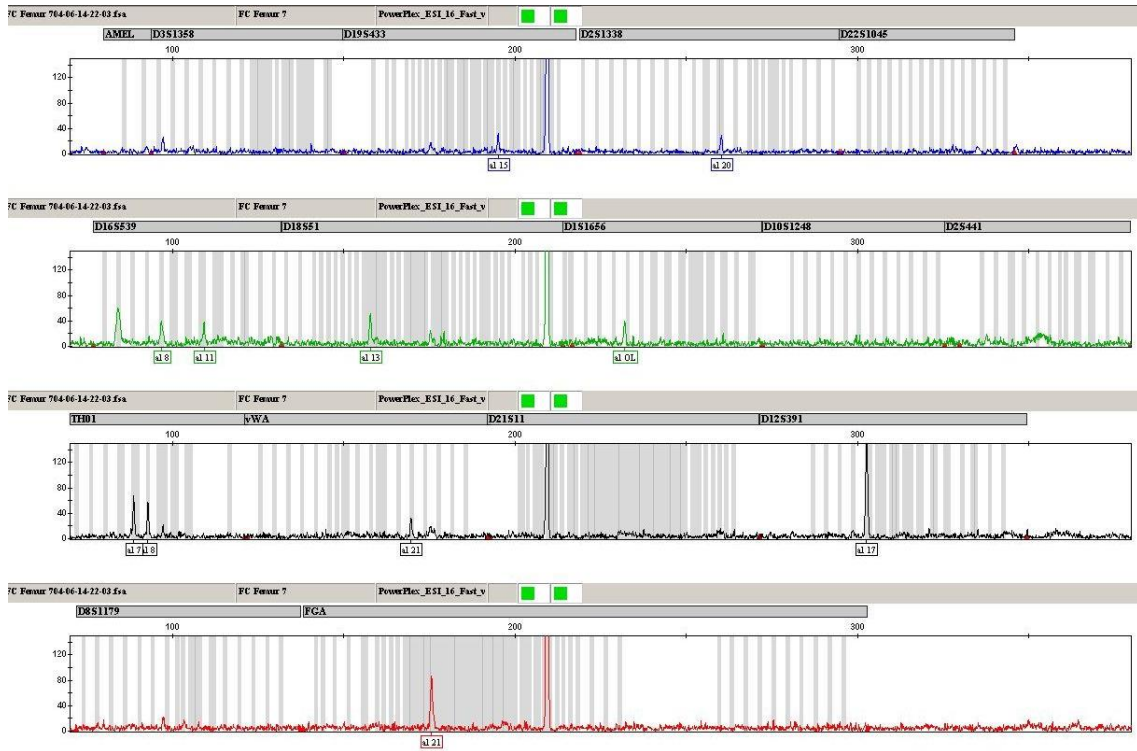 FC Femur 704-06-14-22-03.fsa FC Femur 7 PowerPlex_ESI_16_Fast_v
AMEL D3S1358 D19S433 D2S1338 D22S1045
100 200 300
120
80
40
0
al 15 al 20
FC Femur 704-06-14-22-03.fsa FC Femur 7 PowerPlex_ESI_16_Fast_v
D16S539 D18S51 D1S1656 D10S1248 D2S441
100 200 300
120
80
40
0
al 8 al 11 al 13 al OL
FC Femur 704-06-14-22-03.fsa FC Femur 7 PowerPlex_ESI_16_Fast_v
TH01 vWA D21S11 D12S391
100 200 300
120
80
40
0
al 7 al 8 al 21 al 17
FC Femur 704-06-14-22-03.fsa FC Femur 7 PowerPlex_ESI_16_Fast_v
D8S1179 FGA
100 200 300
120
80
40
0
al 21